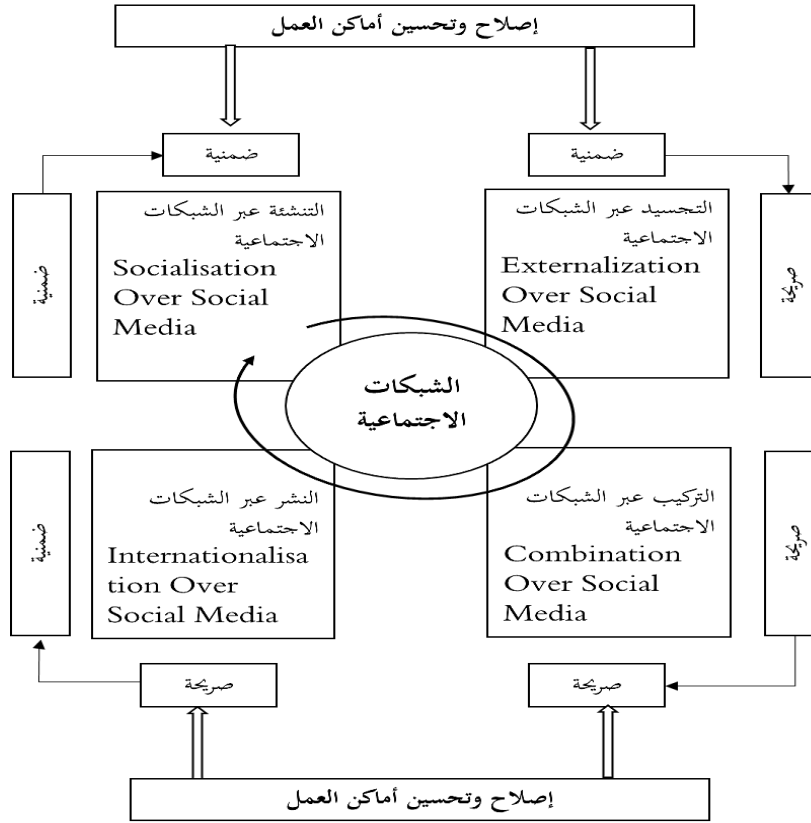 إصلاح وتحسين أماكن العمل
ضمنية
ضمنية
ضمنية
التنشئة عبر الشبكات
الاجتماعية
Socialisation
Over Social
Media
التجسيد عبر الشبكات
الاجتماعية
Externalization
Over Social
Media
صريحة
الشبكات
الاجتماعية
ضمنية
النشر عبر الشبكات
الاجتماعية
Internationalisa
tion Over
Social Media
التركيب عبر الشبكات
الاجتماعية
Combination
Over Social
Media
صريحة
صريحة
صريحة
إصلاح وتحسين أماكن العمل